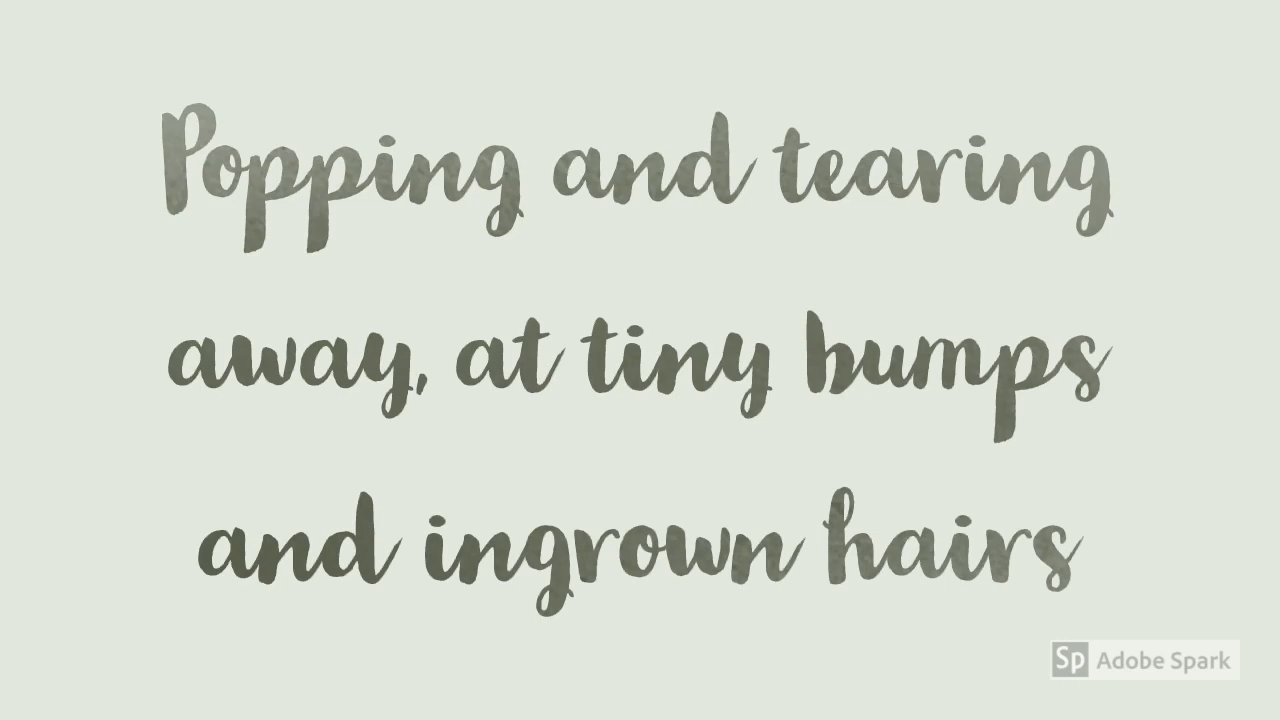 Popping and tearing
away, at tiny bumps
and ingrown hairs
Sp Adobe Spark